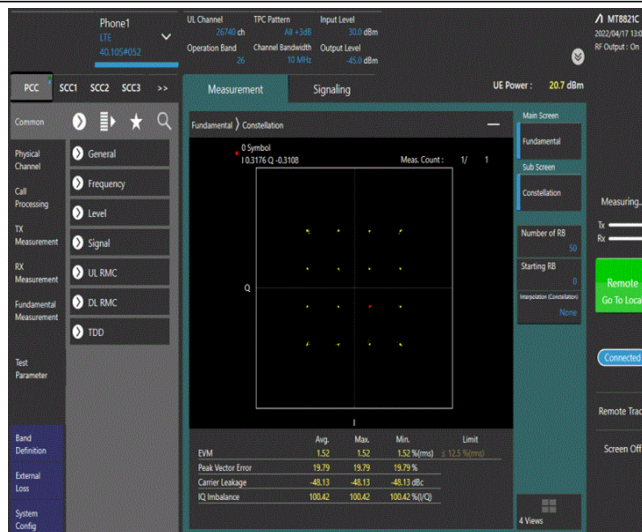 Phone1
LTE
40.10S#052
UL Channel TPC Pattern Input Level
26740 ch All +3dB 30.0 dBm
Operation Band Channel Bandwidth Output Level
26 10 MHz -45.0 dBm
MT8821C
2022/04/17 13:0
RF Output : On
PCC SCC1 SCC2 SCC3 >>
Measurement Signaling
UE Power : 20.7 dBm
Common
Physical
Channel
Call
Processing
TX
Measurement
RX
Measurement
Fundamental
Measurement
Test
Parameter
Band
Definition
External
Loss
System
Config
General
Frequency
Level
Signal
UL RMC
DL RMC
TDD
Fundamental Constellation
0 Symbol
I 0.3176 Q -0.3108 Meas. Count : 1/ 1
Q
I
Avg. Max. Min. Limit
EVM 1.52 1.52 1.52 %(rms) ≤ 12.5 %(rms)
Peak Vector Error 19.79 19.79 19.79 %
Carrier Leakage -48.13 -48.13 -48.13 dBc
IQ Imbalance 100.42 100.42 100.42 %(I/Q)
Main Screen
Fundamental
Sub Screen
Constellation
Number of RB
50
Starting RB
0
Interpolation (Constellation)
None
4 Views
Measuring..
Tx
Rx
Remote
Go To Loca
Connected
Remote Trac
Screen Off